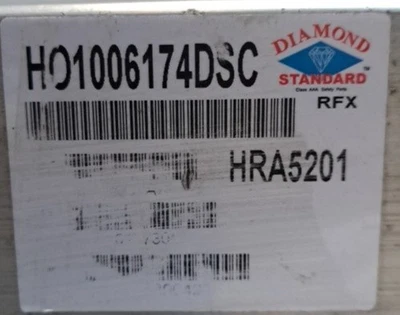 HO1006174DSC
DIAMOND
STANDARD
RFX
HRA5201